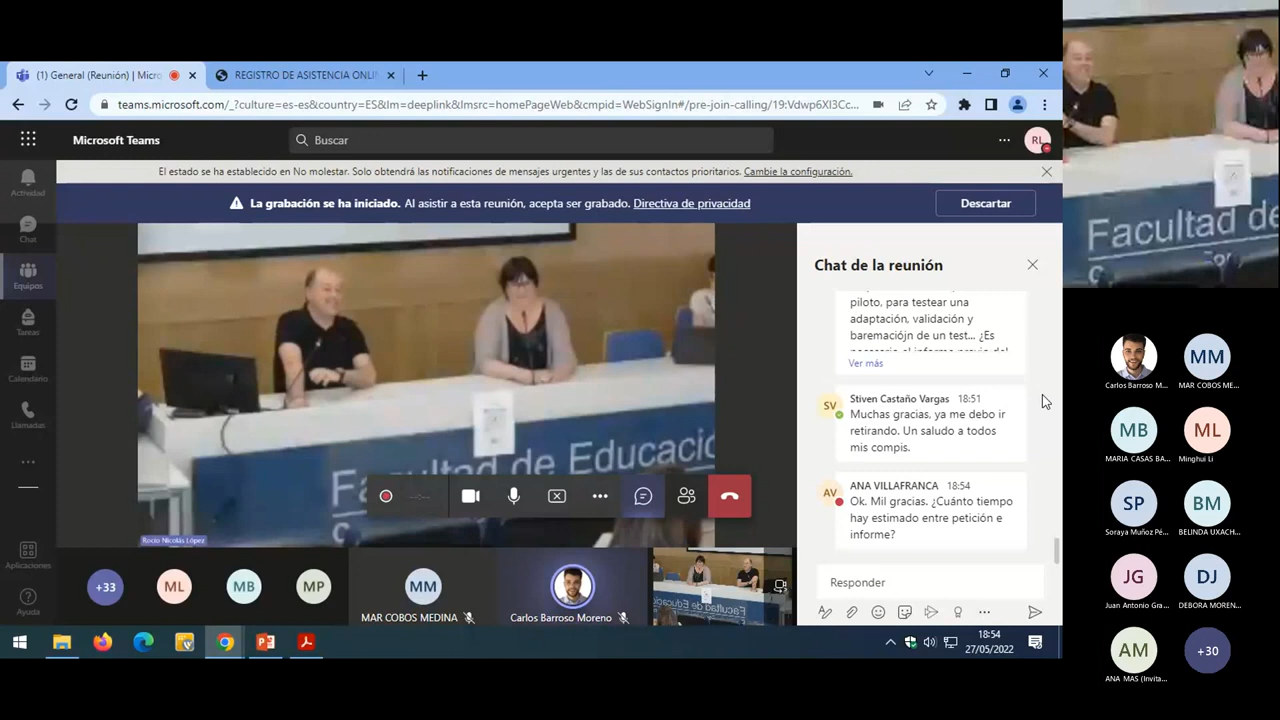 (1) General (Reunión) | Micro
REGISTRO DE ASISTENCIA ONLI
teams.microsoft.com/_?culture=es-es&country=ES&lm=deeplink&lmsrc=homePageWeb&cmpid=WebSignIn#/pre-join-calling/19:Vdwp6Xl3Cc...
Microsoft Teams
Buscar
RL
El estado se ha establecido en No molestar. Solo obtendrá las notificaciones de mensajes urgentes y las de sus contactos prioritarios. Cambie la configuración.
La grabación se ha iniciado. Al asistir a esta reunión, acepta ser grabado. Directiva de privacidad
Descartar
Actividad
Chat
Equipos
Tareas
Calendario
Llamadas
Aplicaciones
Ayuda
Facultad de Educació
Rocío Nicolás López
Chat de la reunión
piloto, para testear una
adaptación, validación y
baremaciójn de un test... ¿Es
Ver más
SV
Stiven Castaño Vargas 18:51
Muchas gracias, ya me debo ir
retirando. Un saludo a todos
mis compis.
AV
ANA VILLAFRANCA 18:54
Ok. Mil gracias. ¿Cuánto tiempo
hay estimado entre petición e
informe?
Responder
+33
ML
MB
MP
MM
MAR COBOS MEDINA
Carlos Barroso Moreno
18:54
27/05/2022
Facultad de
Carlos Barroso M...
MM
MAR COBOS ME...
MB
MARIA CASAS BA...
ML
Minghui Li
SP
Soraya Muñoz Pé...
BM
BELINDA UXACH...
JG
Juan Antonio Gra...
DJ
DEBORA MOREN...
AM
ANA MAS (Invita...
+30